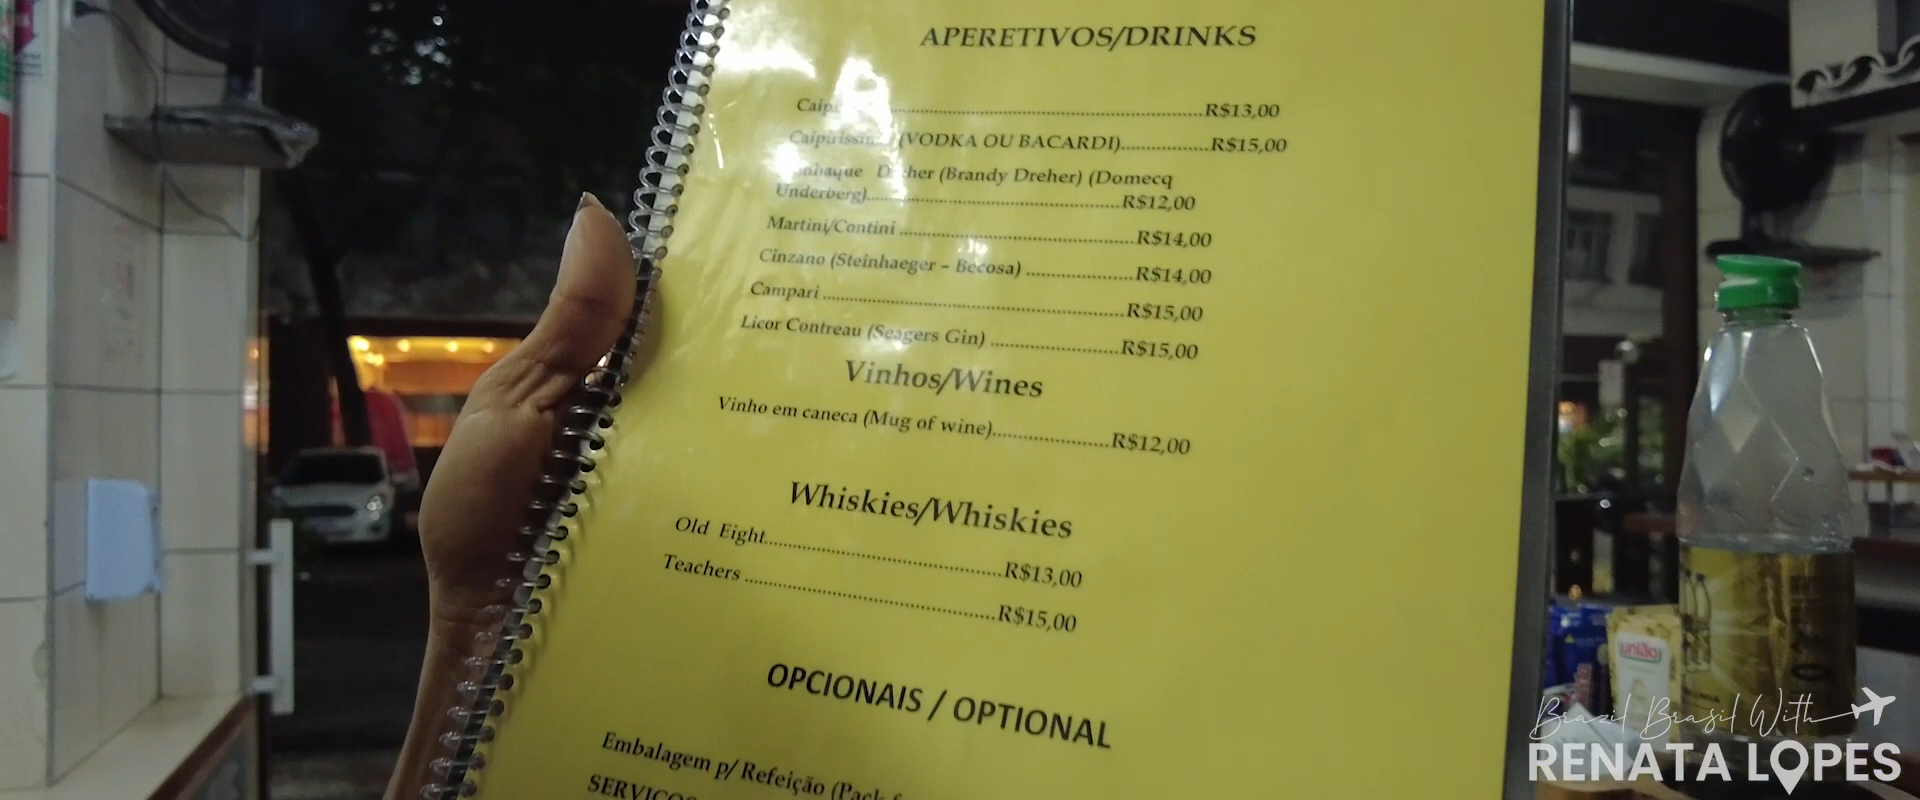 APERETIVOS/DRINKS
R$13,00
(VODKA OU BACARDI)................R$15,00
(Brandy Dreher) (Domecq
Underberg)..............................................R$12,00
Martini/Contini ...........................................R$14,00
Cinzano (Steinhaeger – Becosa) ....................R$14,00
Campari .......................................................R$15,00
Licor Contreau (Seagers Gin) .......................R$15,00
Vinhos/Wines
Vinho em caneca (Mug of wine).....................R$12,00
Whiskies/Whiskies
Old Eight...........................................R$13,00
Teachers .............................................R$15,00
OPCIONAIS / OPTIONAL
Embalagem p/ Refeição (Pack
união
Brazil Brasil With
RENATA LOPES